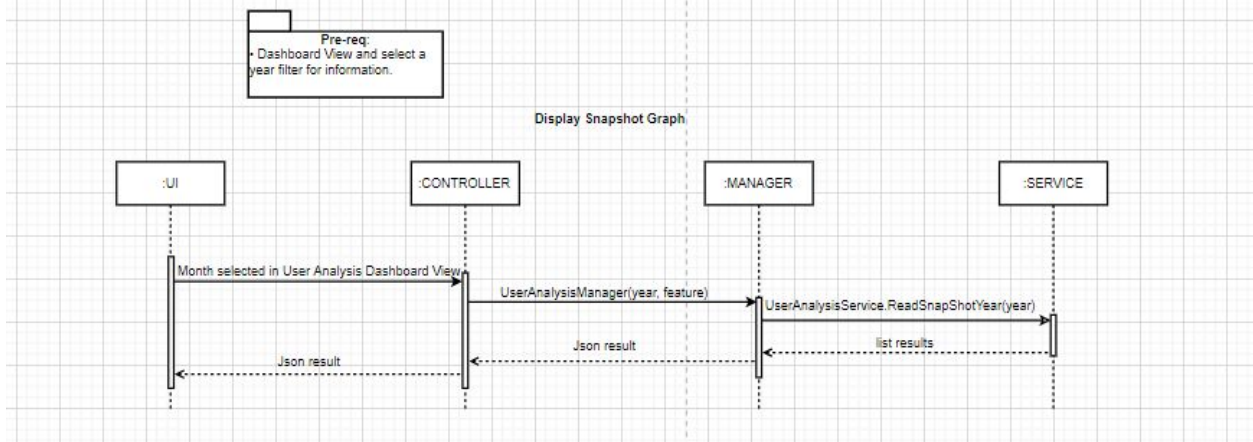 Pre-req:
• Dashboard View and select a
year filter for information.
Display Snapshot Graph
:UI
:CONTROLLER
:MANAGER
:SERVICE
Month selected in User Analysis Dashboard View
UserAnalysisManager(year, feature)
UserAnalysisService.ReadSnapShotYear(year)
list results
Json result
Json result